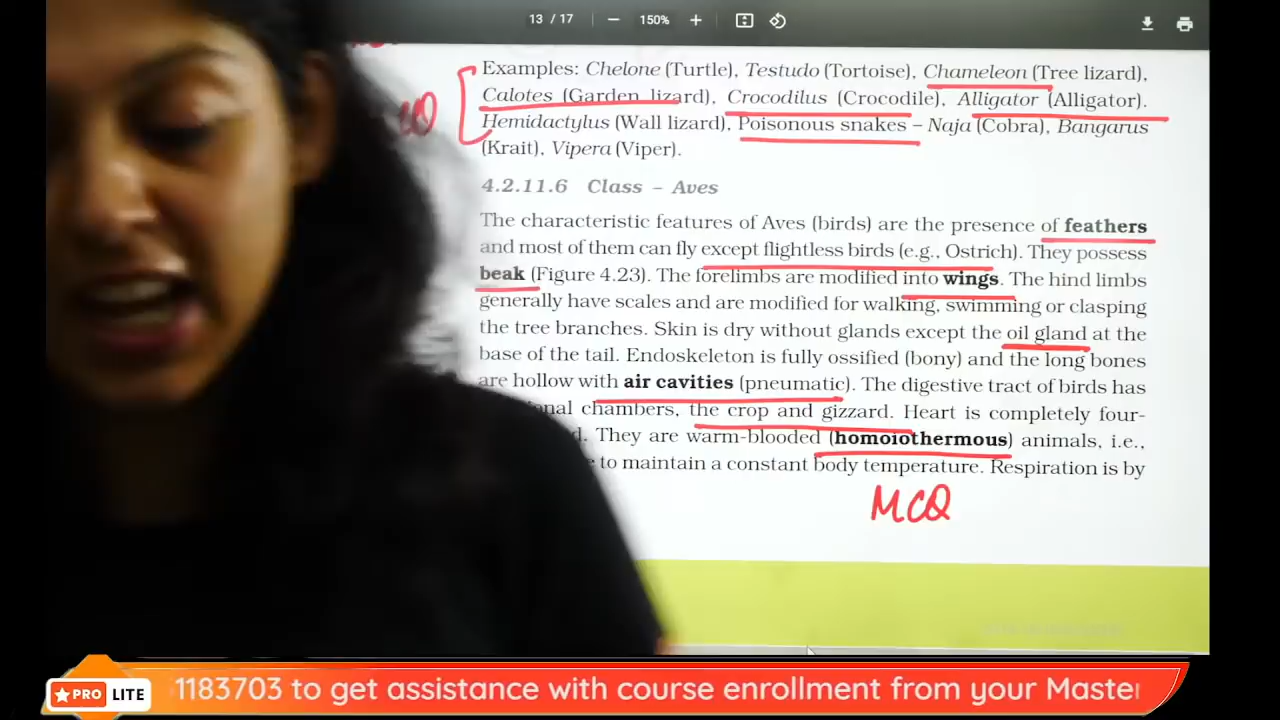 13 / 17 150%
Examples: Chelone (Turtle), Testudo (Tortoise), Chameleon (Tree lizard),
Calotes (Garden lizard), Crocodilus (Crocodile), Alligator (Alligator).
Hemidactylus (Wall lizard), Poisonous snakes – Naja (Cobra), Bangarus
(Krait), Vipera (Viper).
4.2.11.6 Class – Aves
The characteristic features of Aves (birds) are the presence of feathers
and most of them can fly except flightless birds (e.g., Ostrich). They possess
beak (Figure 4.23). The forelimbs are modified into wings. The hind limbs
generally have scales and are modified for walking, swimming or clasping
the tree branches. Skin is dry without glands except the oil gland at the
base of the tail. Endoskeleton is fully ossified (bony) and the long bones
are hollow with air cavities (pneumatic). The digestive tract of birds has
chambers, the crop and gizzard. Heart is completely four-
They are warm-blooded (homoiothermous) animals, i.e.,
to maintain a constant body temperature. Respiration is by
MCQ
PRO LITE 1183703 to get assistance with course enrollment from your Master